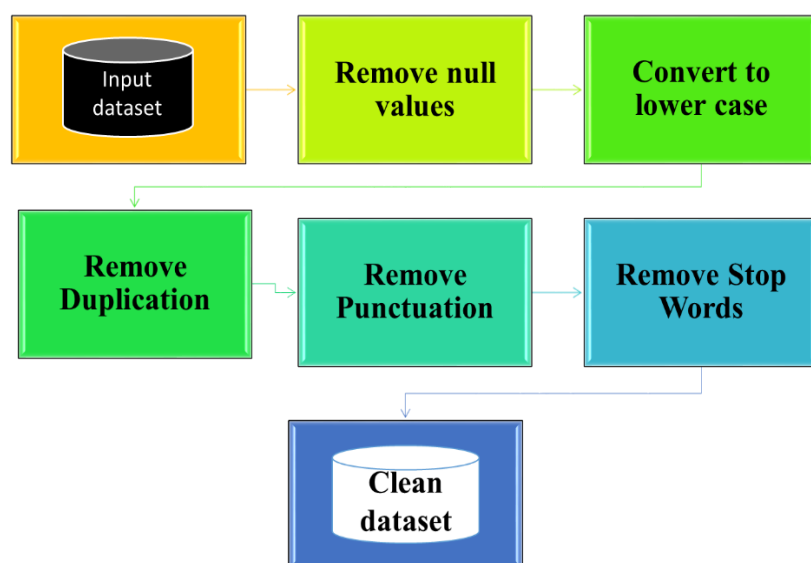 Input
dataset
Remove null
values
Convert to
lower case
Remove
Duplication
Remove
Punctuation
Remove Stop
Words
Clean
dataset